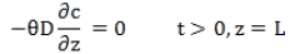 −θD ∂c/∂z = 0 t > 0, z = L